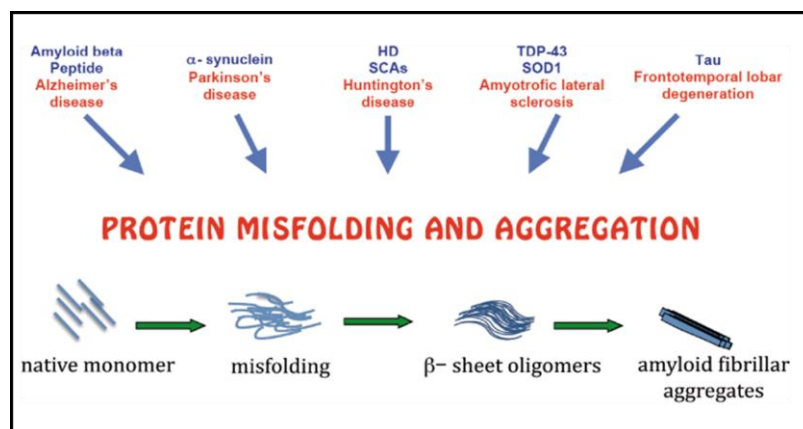 Amyloid beta
Peptide
Alzheimer's
disease
α- synuclein
Parkinson's
disease
HD
SCAs
Huntington's
disease
TDP-43
SOD1
Amyotrofic lateral
sclerosis
Tau
Frontotemporal lobar
degeneration
PROTEIN MISFOLDING AND AGGREGATION
native monomer
misfolding
β− sheet oligomers
amyloid fibrillar
aggregates